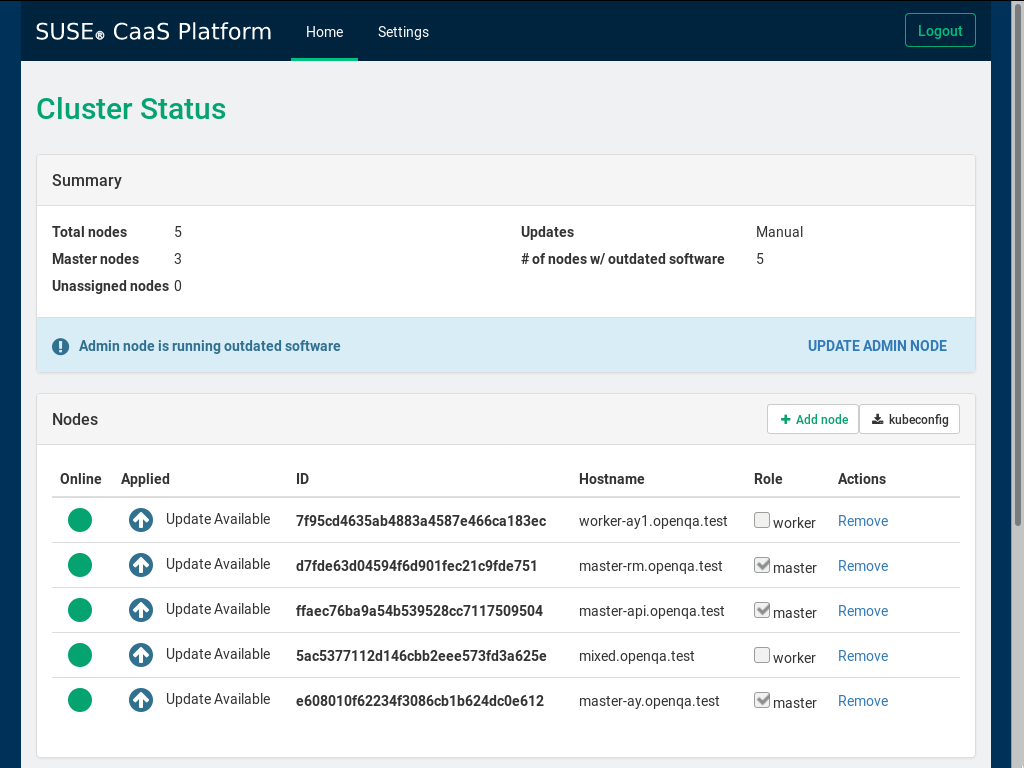 SUSE® CaaS Platform Home Settings Logout
Cluster Status
Summary
Total nodes 5 Updates Manual
Master nodes 3 # of nodes w/ outdated software 5
Unassigned nodes 0
Admin node is running outdated software UPDATE ADMIN NODE
Nodes Add node kubeconfig
Online Applied ID Hostname Role Actions
Update Available 7f95cd4635ab4883a4587e466ca183ec worker-ay1.openqa.test worker Remove
Update Available d7fde63d04594f6d901fec21c9fde751 master-rm.openqa.test master Remove
Update Available ffaec76ba9a54b539528cc7117509504 master-api.openqa.test master Remove
Update Available 5ac5377112d146cbb2eee573fd3a625e mixed.openqa.test worker Remove
Update Available e608010f62234f3086cb1b624dc0e612 master-ay.openqa.test master Remove